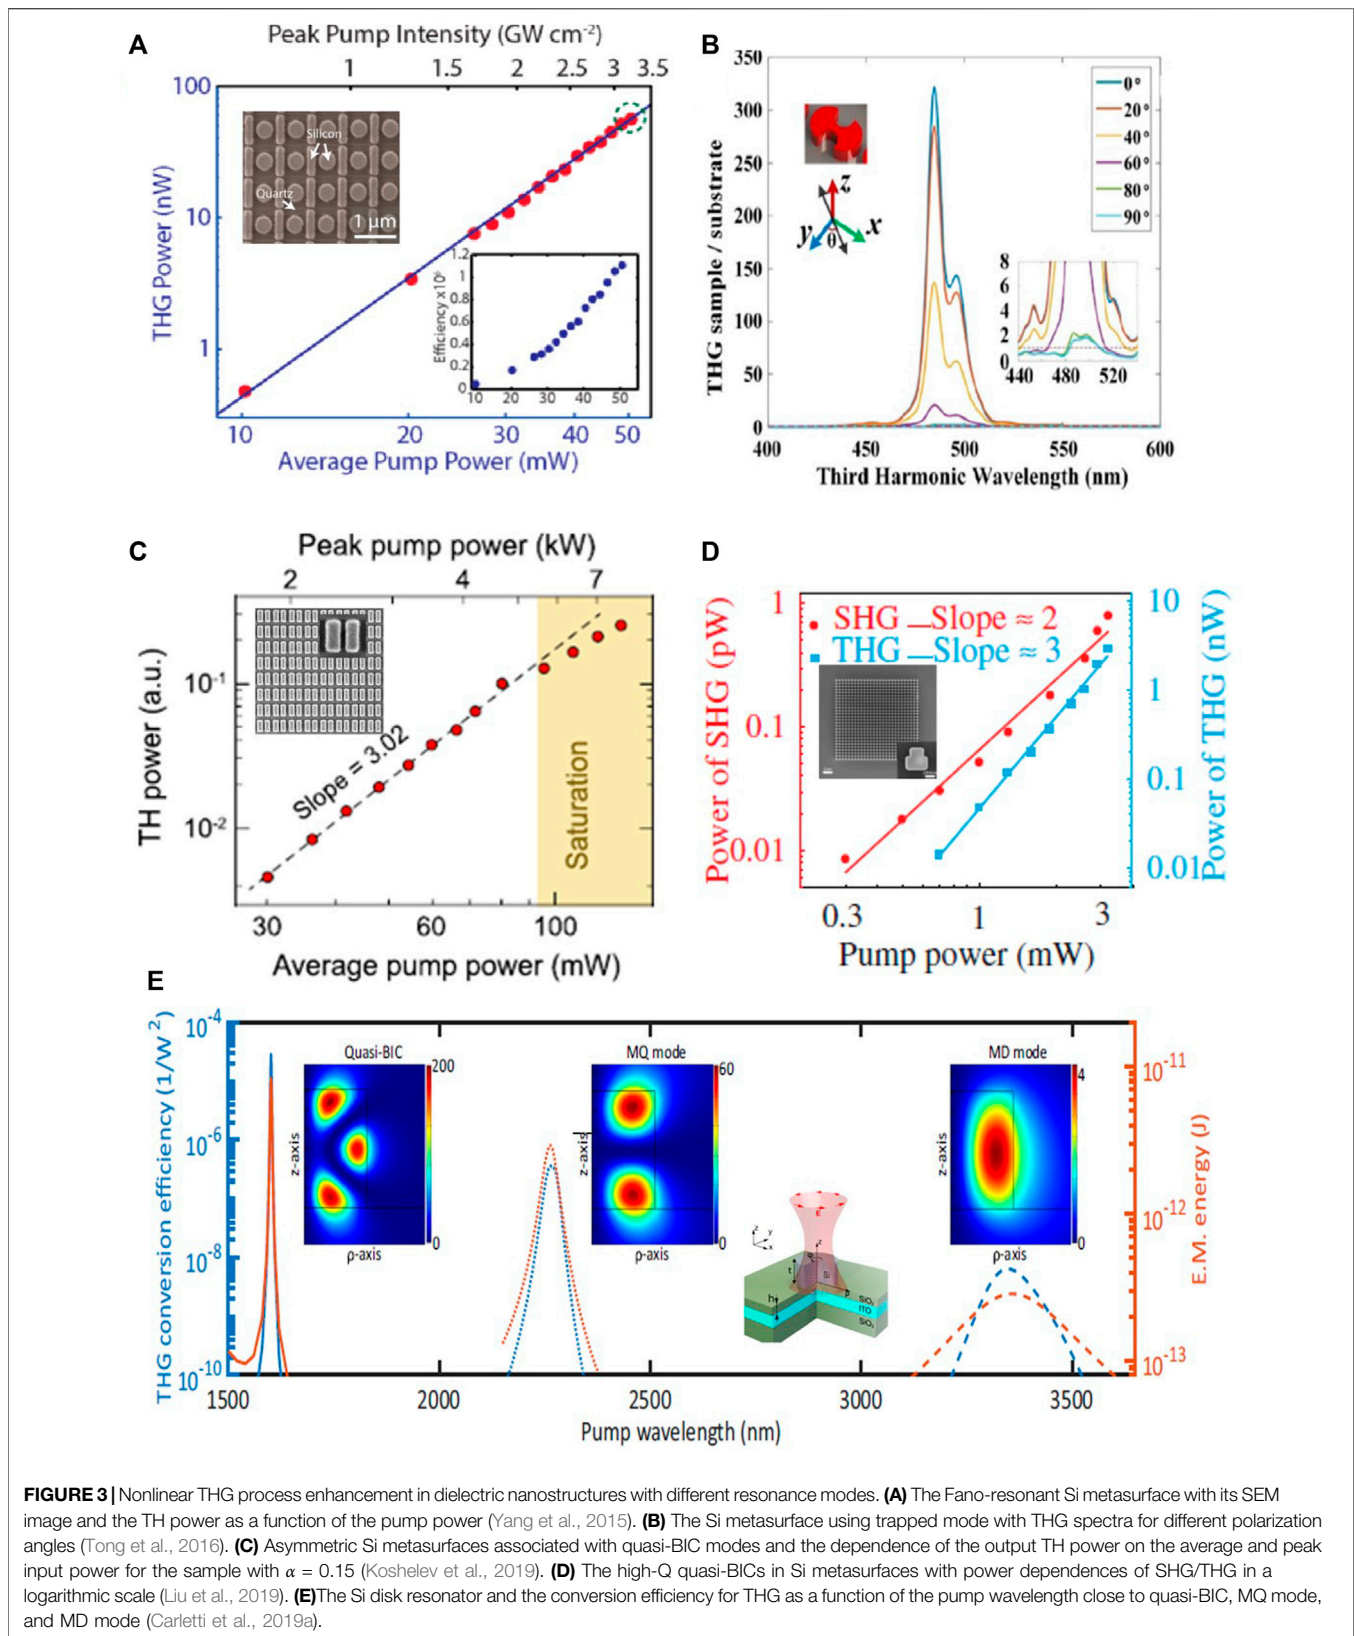 A
Peak Pump Intensity (GW cm-2)
1 1.5 2 2.5 3 3.5
100
10
1
THG Power (nW)
Silicon
Quartz
1 μm
1.2
1
0.8
0.6
0.4
0.2
0
Efficiency x10⁶
10 20 30 40 50
10 20 30 40 50
Average Pump Power (mW)
B
350
300
250
200
150
100
50
0
THG sample / substrate
z
y
x
θ
0°
20°
40°
60°
80°
90°
8
6
4
2
0
440 480 520
400 450 500 550 600
Third Harmonic Wavelength (nm)
C
Peak pump power (kW)
2 4 7
TH power (a.u.)
10-1
10-2
Slope = 3.02
Saturation
30 60 100
Average pump power (mW)
D
Power of SHG (pW)
1
0.1
0.01
SHG —Slope ≈ 2
THG —Slope ≈ 3
10
1
0.1
0.01
Power of THG (nW)
0.3 1 3
Pump power (mW)
E
THG conversion efficiency (1/W 2)
10-4
10-6
10-8
10-10
Quasi-BIC
200
0
z-axis
ρ-axis
MQ mode
60
0
z-axis
ρ-axis
MD mode
4
0
z-axis
ρ-axis
E
z
y
x
z
t
Si
ρ
h
SiO2
ITO
SiO2
10-11
10-12
10-13
E.M. energy (J)
1500 2000 2500 3000 3500
Pump wavelength (nm)
FIGURE 3 | Nonlinear THG process enhancement in dielectric nanostructures with different resonance modes. (A) The Fano-resonant Si metasurface with its SEM
image and the TH power as a function of the pump power (Yang et al., 2015). (B) The Si metasurface using trapped mode with THG spectra for different polarization
angles (Tong et al., 2016). (C) Asymmetric Si metasurfaces associated with quasi-BIC modes and the dependence of the output TH power on the average and peak
input power for the sample with α = 0.15 (Koshelev et al., 2019). (D) The high-Q quasi-BICs in Si metasurfaces with power dependences of SHG/THG in a
logarithmic scale (Liu et al., 2019). (E)The Si disk resonator and the conversion efficiency for THG as a function of the pump wavelength close to quasi-BIC, MQ mode,
and MD mode (Carletti et al., 2019a).